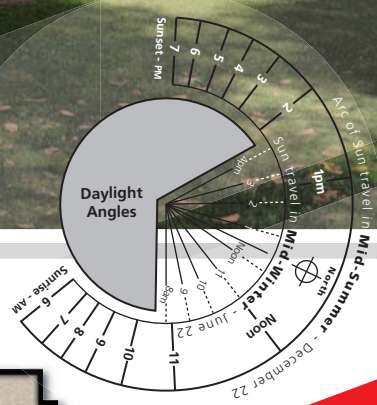 Daylight
Angles
Sunset - PM
7
6
5
4
3
2
1pm
Noon
11
10
9
8
7
6
Sunrise - AM
4pm
3
2
1
Noon
11
10
9
8am
Arc of Sun travel in Mid-Summer - December 22
Sun travel in Mid-Winter - June 22
North